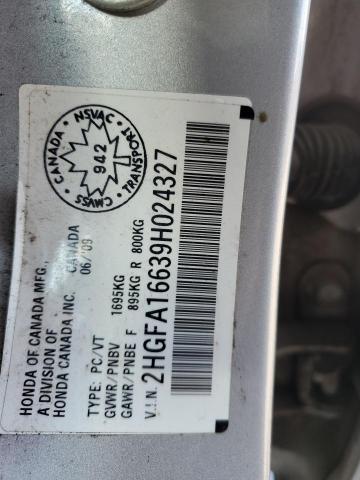 HONDA OF CANADA MFG.,
A DIVISION OF
HONDA CANADA INC. CANADA
06/09
TYPE: PC/VT
GVWR/PNBV 1695KG
GAWR/PNBE F 895KG R 800KG
V.I.N. 2HGFA16639H024327
CANADA
NSVAC
942
CMVSS
TRANSPORT